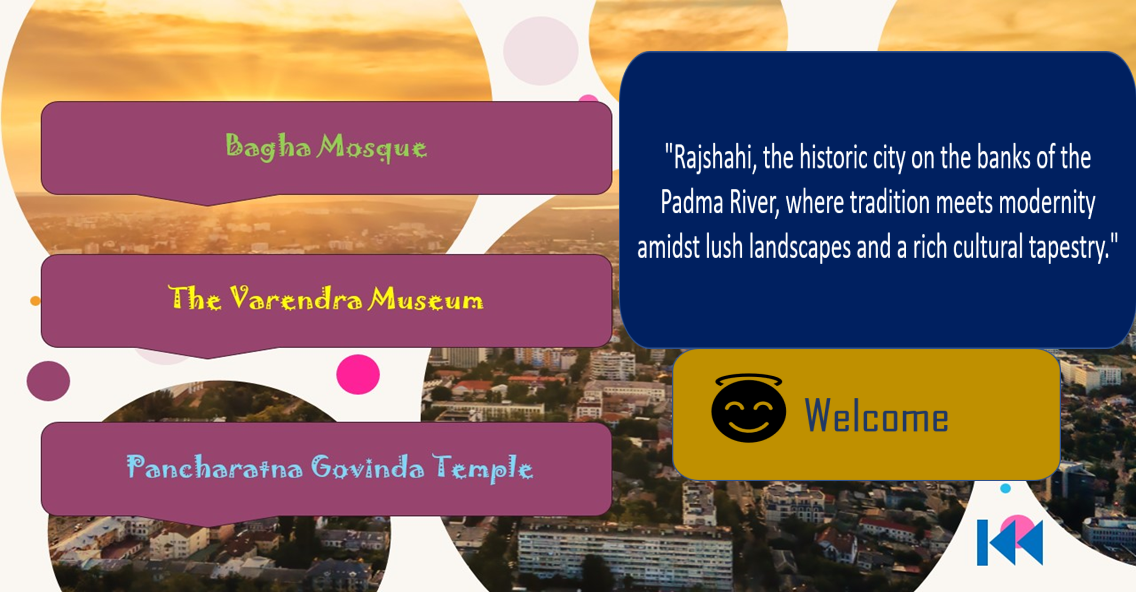 Bagha Mosque
The Varendra Museum
Pancharatna Govinda Temple
"Rajshahi, the historic city on the banks of the
Padma River, where tradition meets modernity
amidst lush landscapes and a rich cultural tapestry."
Welcome